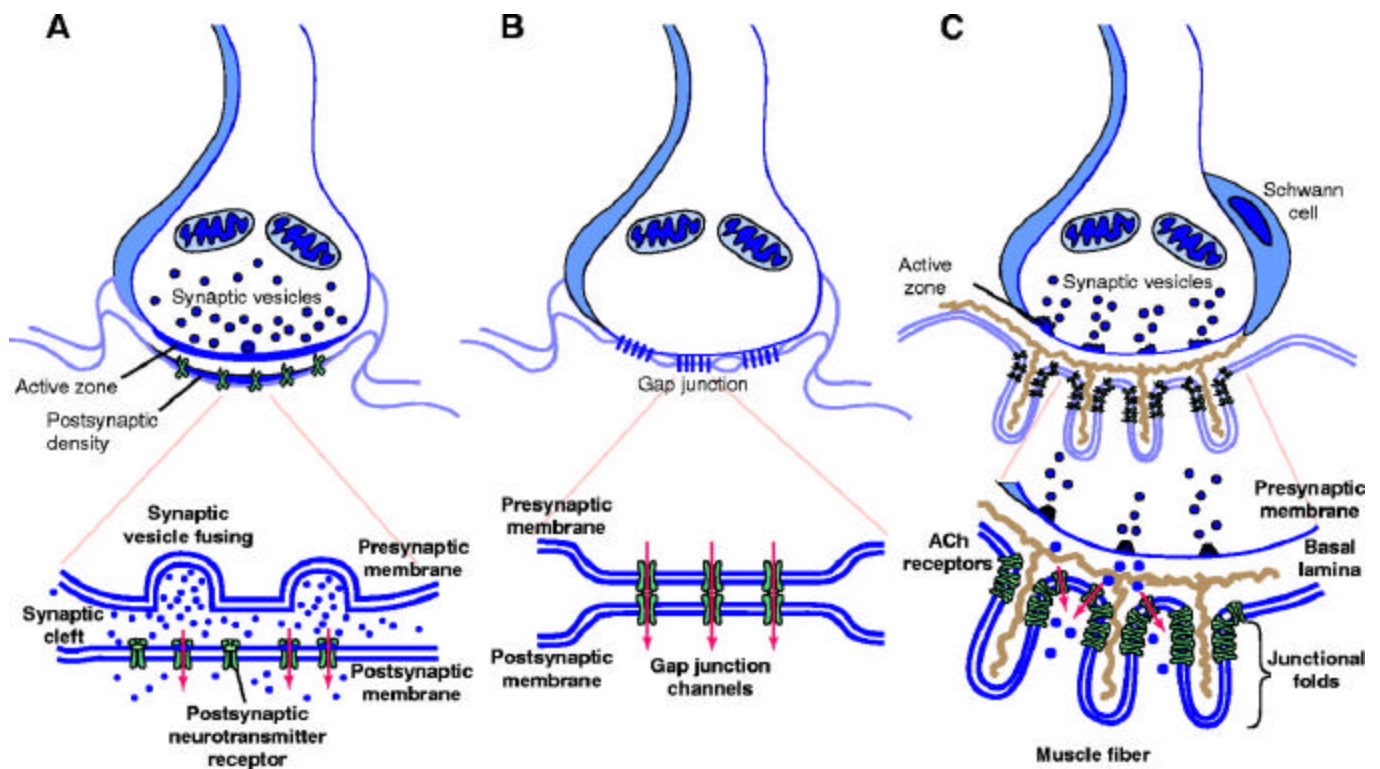 A
Synaptic vesicles
Active zone
Postsynaptic
density
Synaptic
vesicle fusing
Presynaptic
membrane
Synaptic
cleft
Postsynaptic
membrane
Postsynaptic
neurotransmitter
receptor
B
Gap junction
Presynaptic
membrane
Postsynaptic
membrane
Gap junction
channels
C
Schwann
cell
Active
zone
Synaptic vesicles
Presynaptic
membrane
ACh
receptors
Basal
lamina
Junctional
folds
Muscle fiber